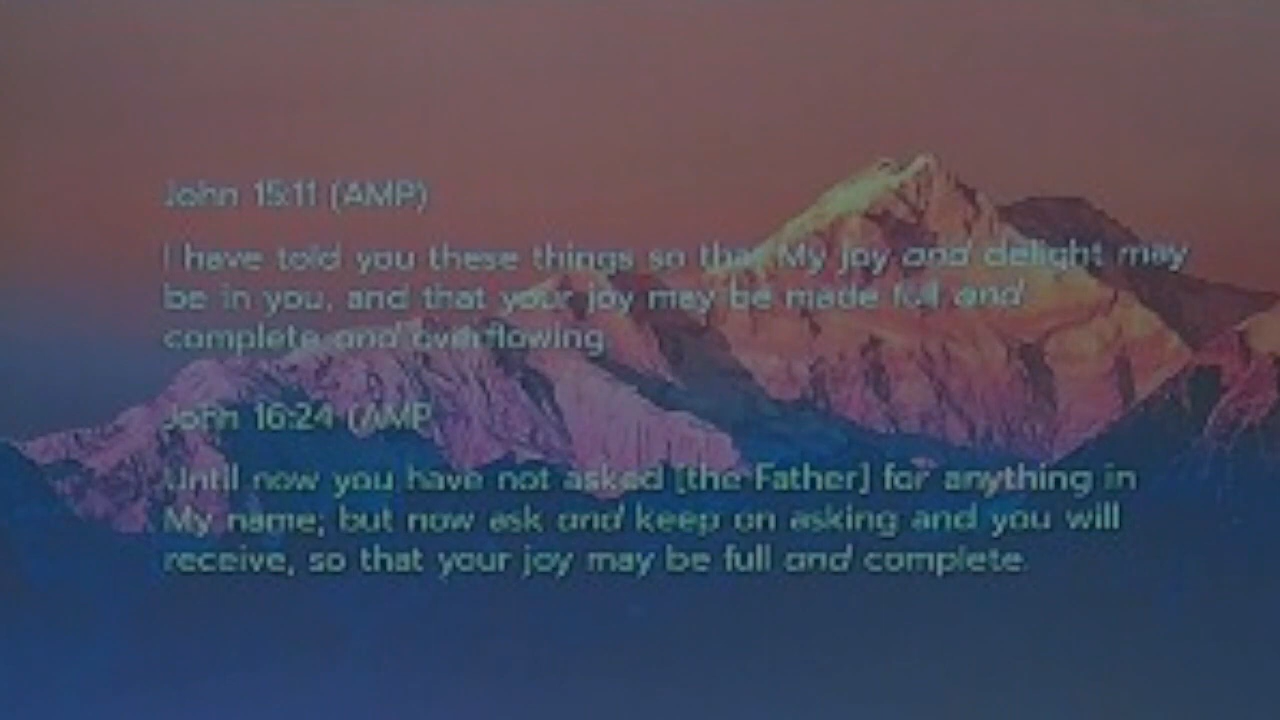 John 15:11 (AMP)
I have told you these things so that My joy and delight may
be in you, and that your joy may be made full and
complete and overflowing
John 16:24 (AMP
Until now you have not asked [the Father] for anything in
My name; but now ask and keep on asking and you will
receive, so that your joy may be full and complete.